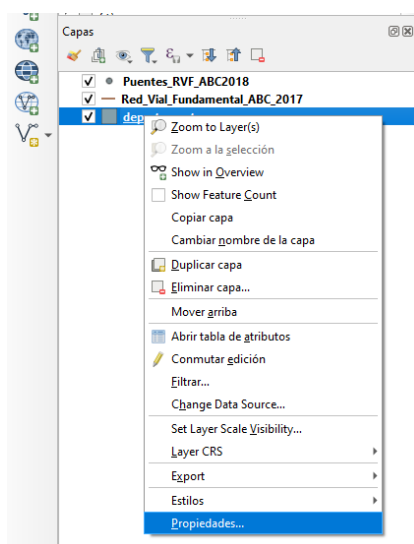 Capas
Puentes_RVF_ABC2018
Red_Vial_Fundamental_ABC_2017
Zoom to Layer(s)
Zoom a la selección
Show in Overview
Show Feature Count
Copiar capa
Cambiar nombre de la capa
Duplicar capa
Eliminar capa...
Mover arriba
Abrir tabla de atributos
Conmutar edición
Filtrar...
Change Data Source...
Set Layer Scale Visibility...
Layer CRS
Export
Estilos
Propiedades...